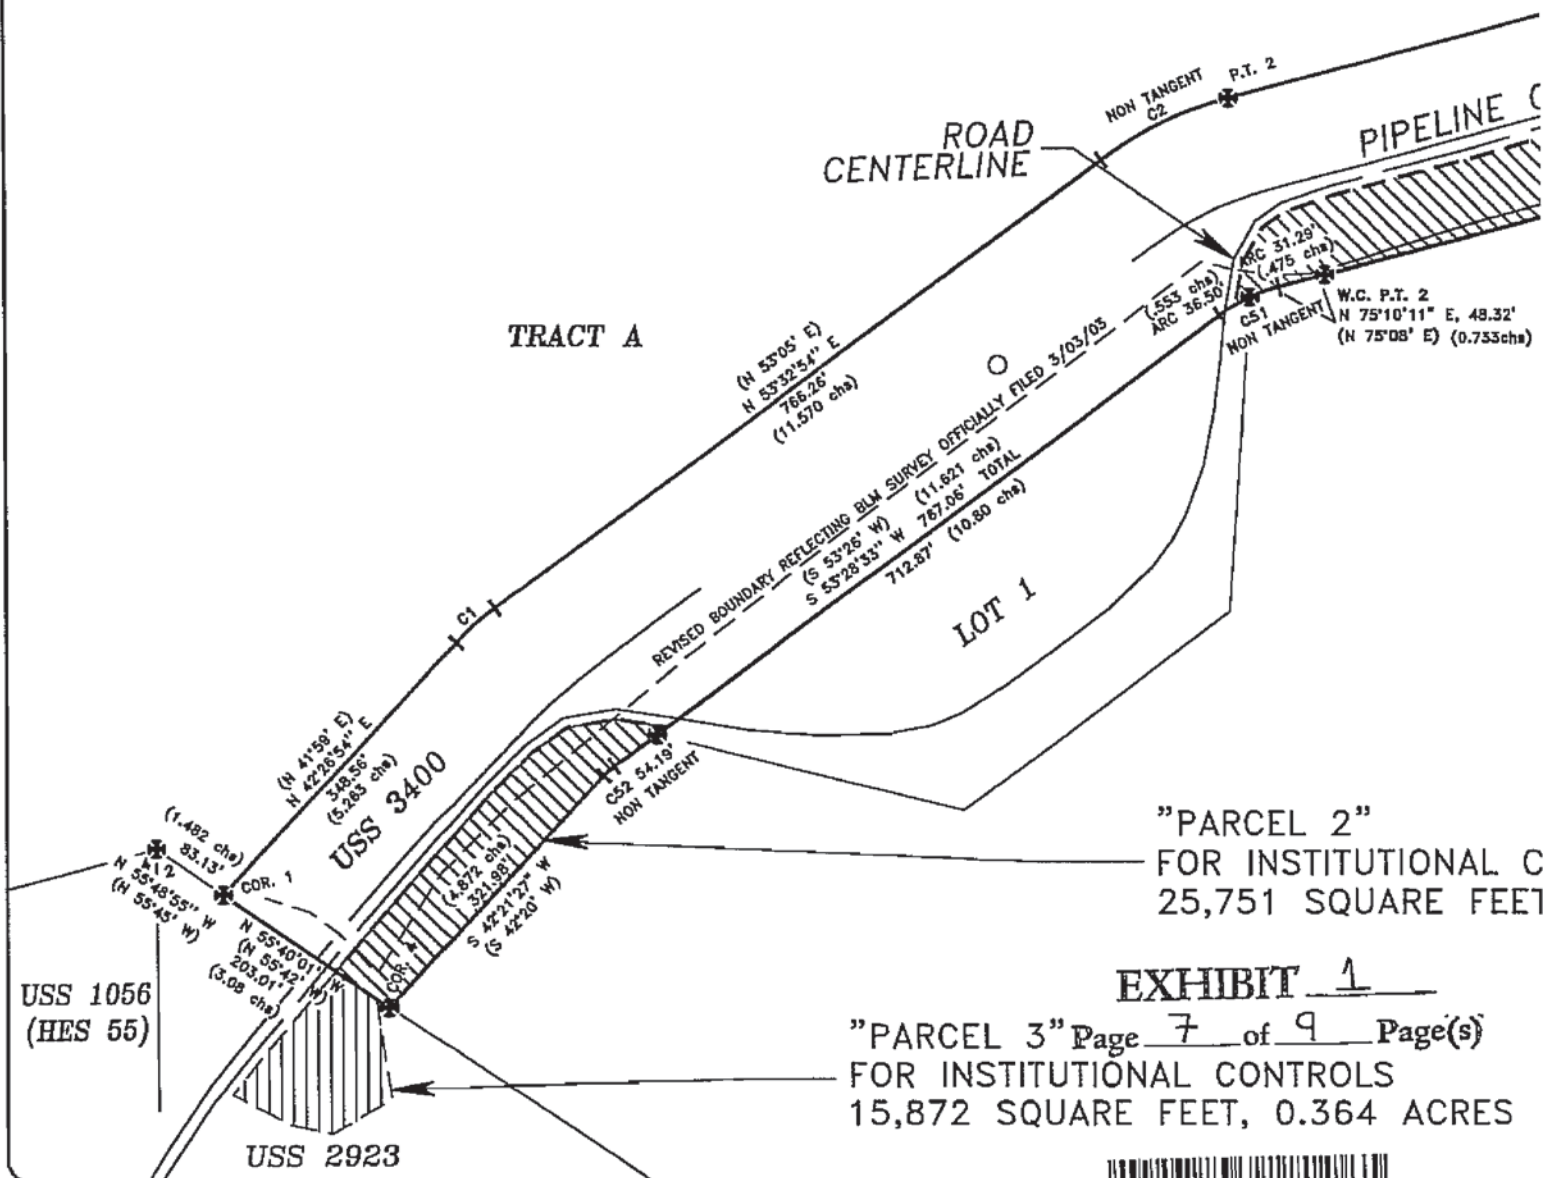 P.T. 2
NON TANGENT
C2
ROAD
CENTERLINE
PIPELINE
TRACT A
ARC 31.29'
(.475 chs)
(.553 chs)
ARC 36.50'
C51
NON TANGENT
W.C. P.T. 2
N 75°10'11" E, 48.32'
(N 75°08' E) (0.733chs)
(N 53°05' E)
N 53°32'54" E
766.26'
(11.570 chs)
REVISED BOUNDARY REFLECTING BLM SURVEY OFFICIALLY FILED 3/03/03
(S 53°26' W) (11.621 chs)
S 53°28'33" W 767.06' TOTAL
712.87' (10.80 chs)
LOT 1
C1
(N 41°59' E)
N 42°26'54" E
348.56'
(5.263 chs)
USS 3400
C52 54.19'
NON TANGENT
(4.872 chs)
321.98'
S 42°21'27" W
(S 42°20' W)
(1.482 chs)
83.13'
N 55°48'55" W
(N 55°45' W)
COR. 1
N 55°40'01" W
(N 55°42' W)
203.01'
(3.08 chs)
COR. 4
"PARCEL 2"
FOR INSTITUTIONAL C
25,751 SQUARE FEET
USS 1056
(HES 55)
EXHIBIT 1
"PARCEL 3" Page 7 of 9 Page(s)
FOR INSTITUTIONAL CONTROLS
15,872 SQUARE FEET, 0.364 ACRES
USS 2923